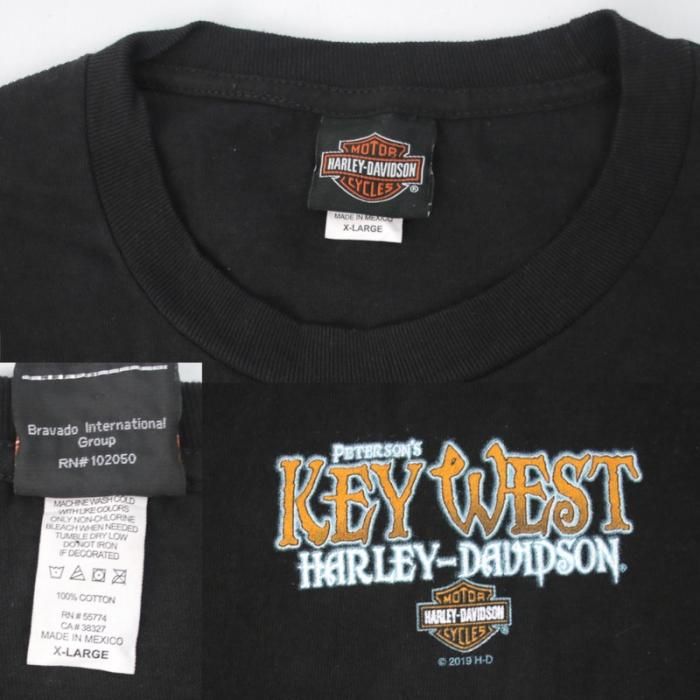 MOTOR
HARLEY-DAVIDSON
CYCLES®
MADE IN MEXICO
X-LARGE
Bravado International
Group
RN# 102050
MACHINE WASH COLD
WITH LIKE COLORS
ONLY NON-CHLORINE
BLEACH WHEN NEEDED
TUMBLE DRY LOW
DO NOT IRON
IF DECORATED
100% COTTON
RN # 55774
CA # 38327
MADE IN MEXICO
X-LARGE
PETERSON'S
KEY WEST
HARLEY-DAVIDSON®
MOTOR
HARLEY-DAVIDSON
CYCLES®
© 2019 H-D